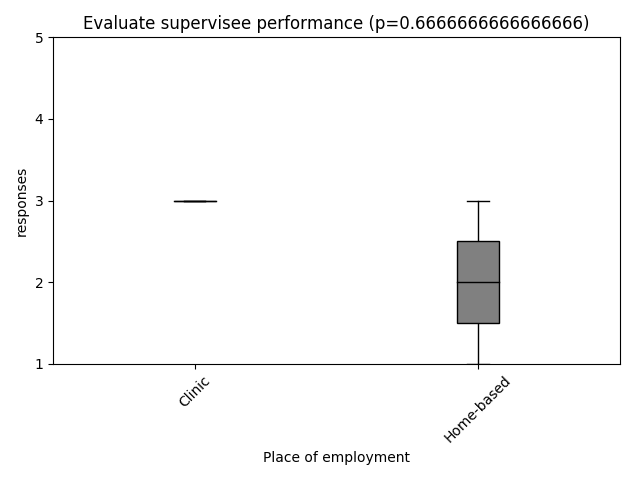 Evaluate supervisee performance (p=0.6666666666666666)
5
4
3
2
1
responses
Clinic
Home-based
Place of employment